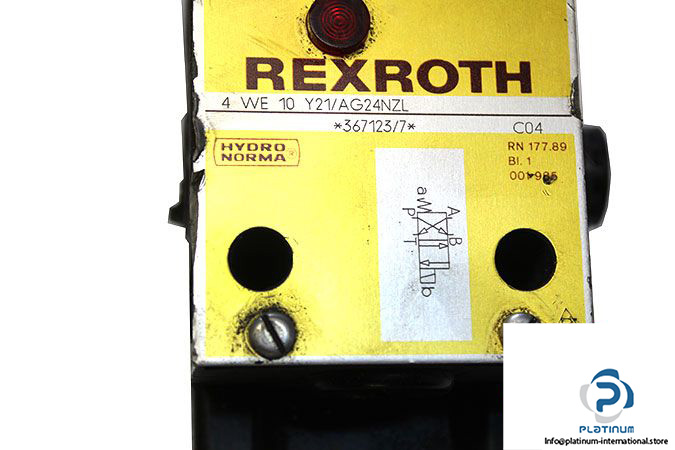 REXROTH
4 WE 10 Y21/AG24NZL
*367123/7*
C04
HYDRO
NORMA
RN 177.89
Bl. 1
a
A
P
B
T
b
PLATINUM
Info@platinum-international.store